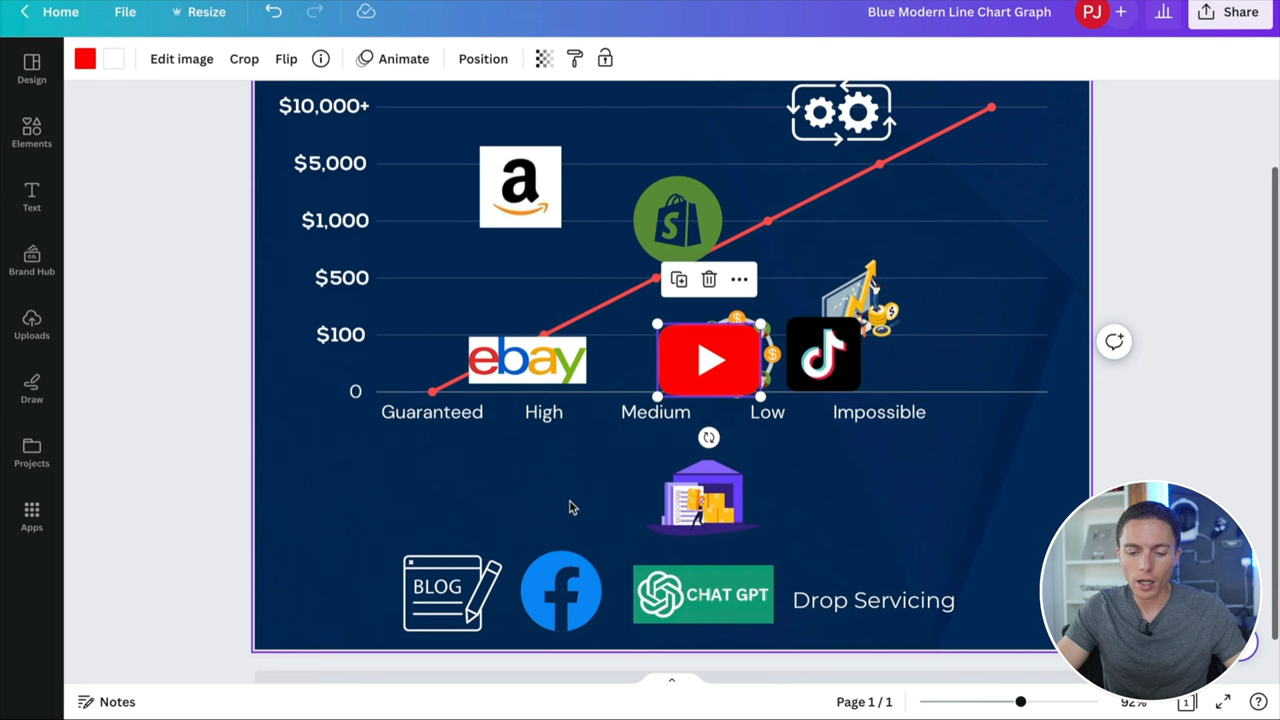 Home File Resize Blue Modern Line Chart Graph PJ Share
Edit image Crop Flip Animate Position
Design
Elements
Text
Brand Hub
Uploads
Draw
Projects
Apps
$10,000+
$5,000
$1,000
$500
$100
0
a
S
ebay
Guaranteed High Medium Low Impossible
BLOG
CHAT GPT
Drop Servicing
Notes
Page 1 / 1
92%
1